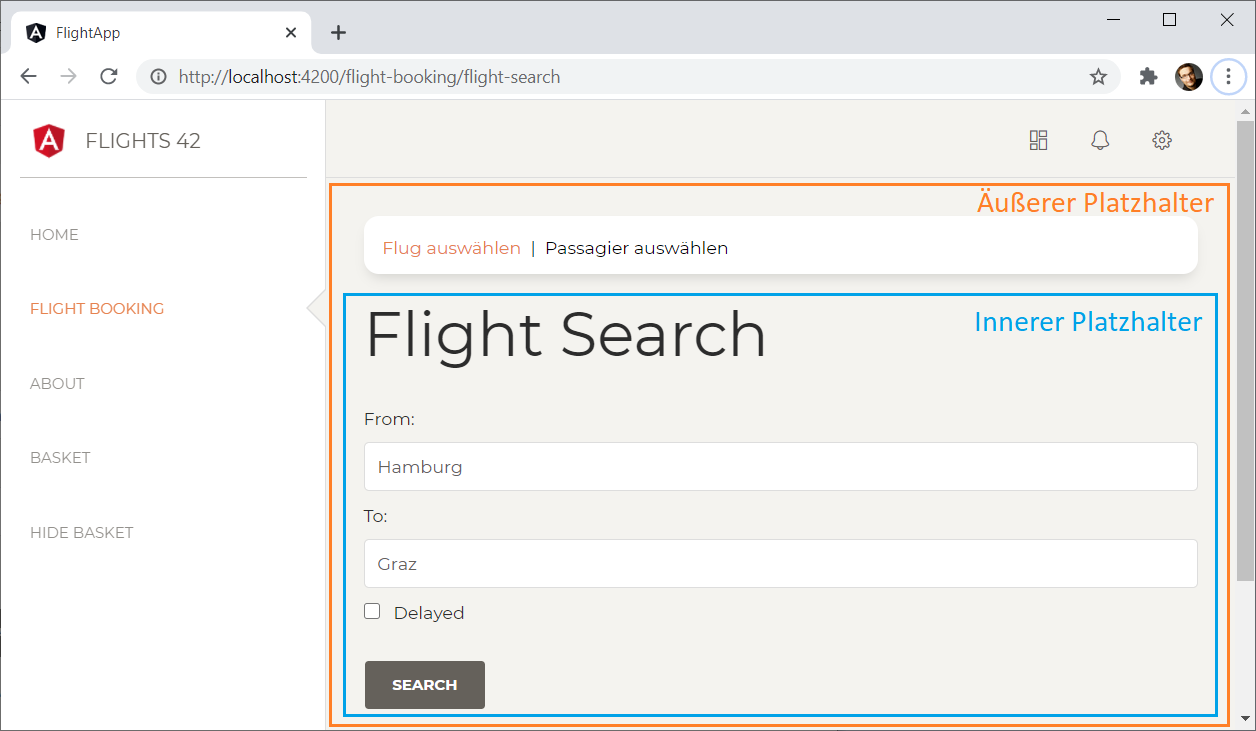 FlightApp
http://localhost:4200/flight-booking/flight-search
FLIGHTS 42
HOME
FLIGHT BOOKING
ABOUT
BASKET
HIDE BASKET
Äußerer Platzhalter
Flug auswählen | Passagier auswählen
Innerer Platzhalter
Flight Search
From:
Hamburg
To:
Graz
Delayed
SEARCH